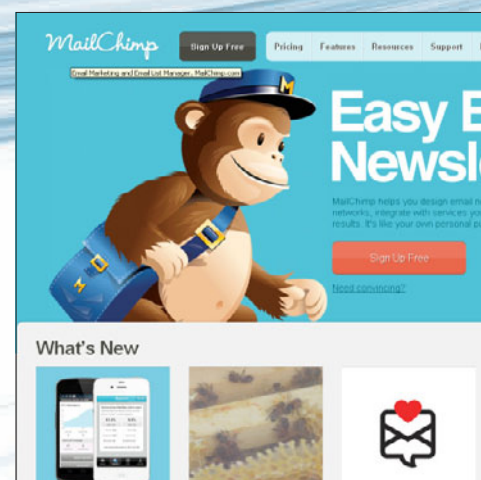 MailChimp
Sign Up Free
Pricing Features Resources Support
Email Marketing and Email List Manager, MailChimp.com
M
Easy E
Newsl
MailChimp helps you design email n
networks, integrate with services yo
results. It's like your own personal pu
Sign Up Free
Need convincing?
M
What's New